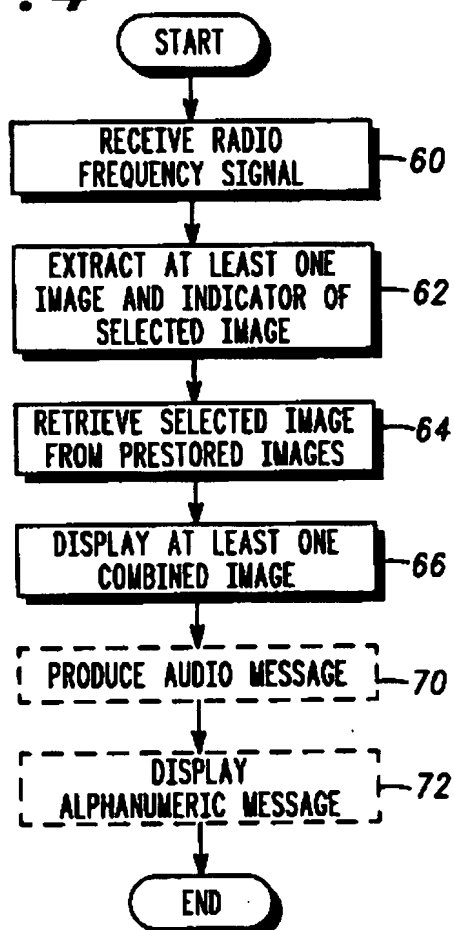 START
RECEIVE RADIO
FREQUENCY SIGNAL
60
EXTRACT AT LEAST ONE
IMAGE AND INDICATOR OF
SELECTED IMAGE
62
RETRIEVE SELECTED IMAGE
FROM PRESTORED IMAGES
64
DISPLAY AT LEAST ONE
COMBINED IMAGE
66
PRODUCE AUDIO MESSAGE
70
DISPLAY
ALPHANUMERIC MESSAGE
72
END